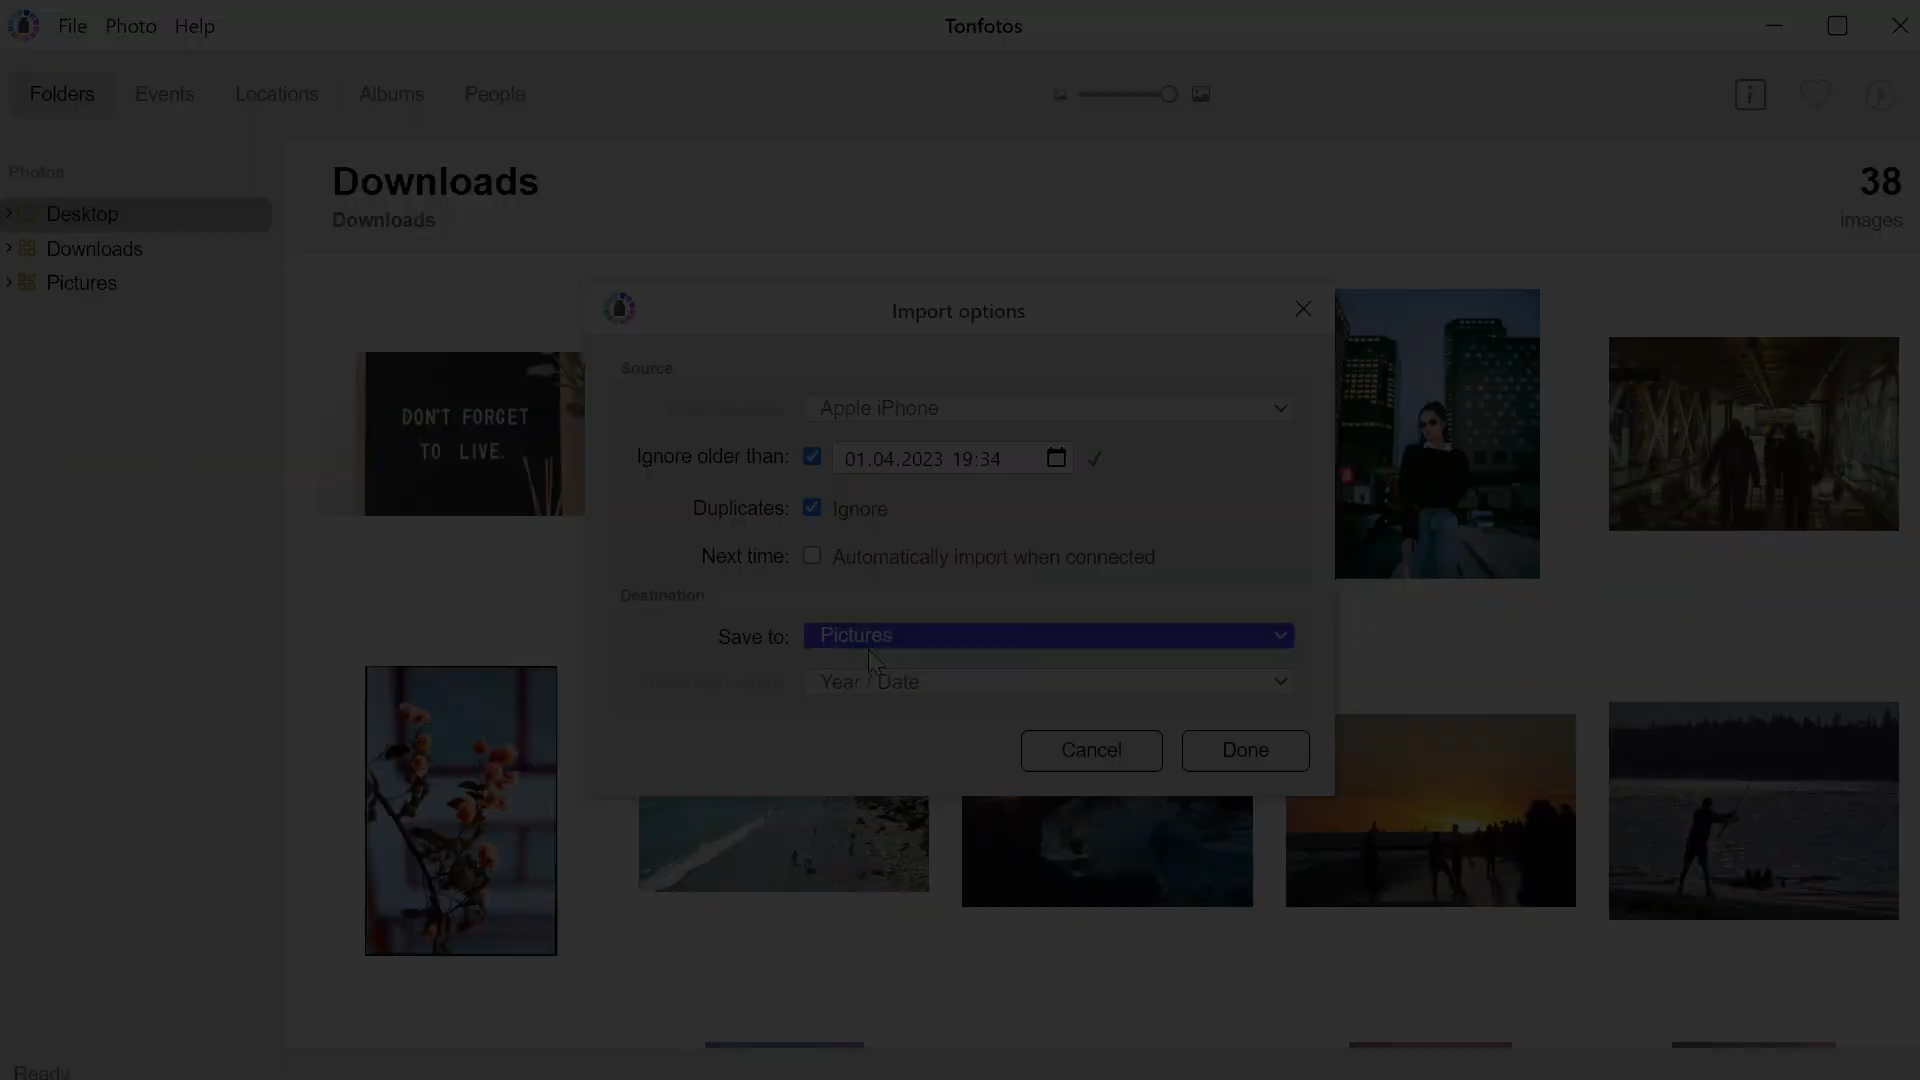 File Photo Help
Tonfotos
Folders Events Locations Albums People
Photos
Desktop
Downloads
Pictures
Downloads
Downloads
38
images
DON'T FORGET
TO LIVE.
Import options
Source
Apple iPhone
Ignore older than: 01.04.2023 19:34
Duplicates: Ignore
Next time: Automatically import when connected
Destination
Save to: Pictures
Year / Date
Cancel Done
Ready